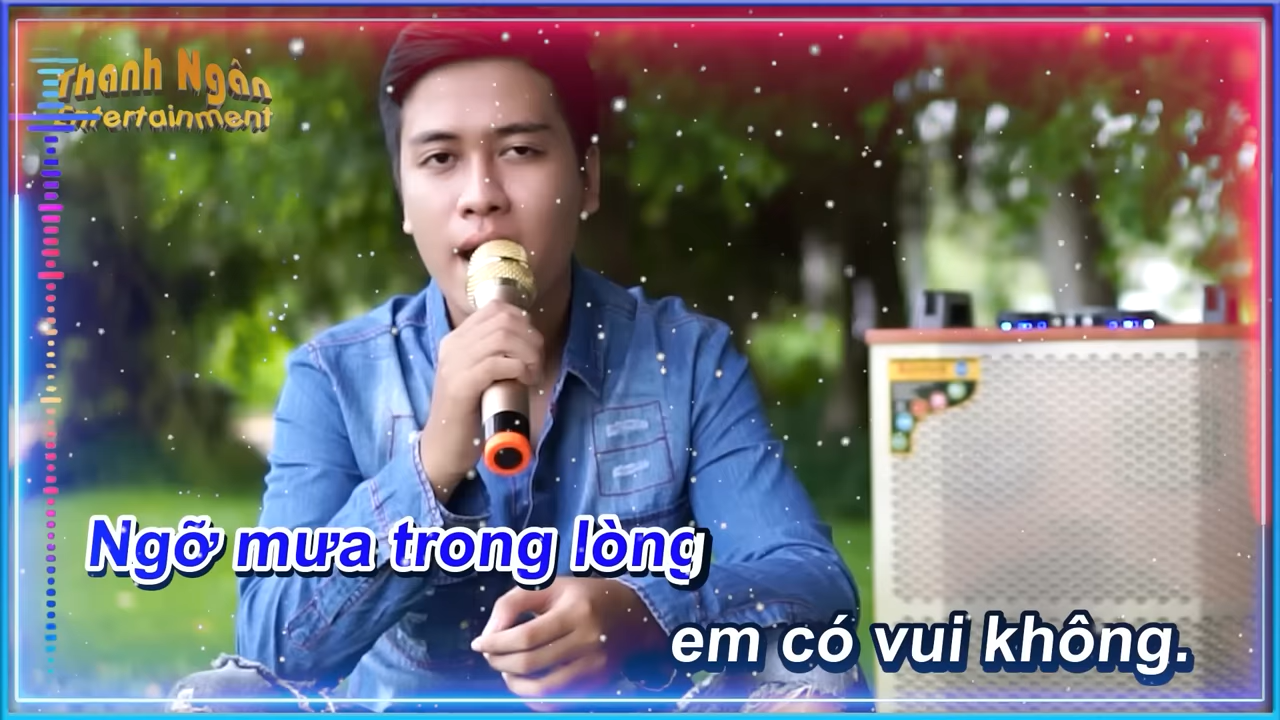 Thanh Ngân
Entertainment
Ngỡ mưa trong lòng
em có vui không.